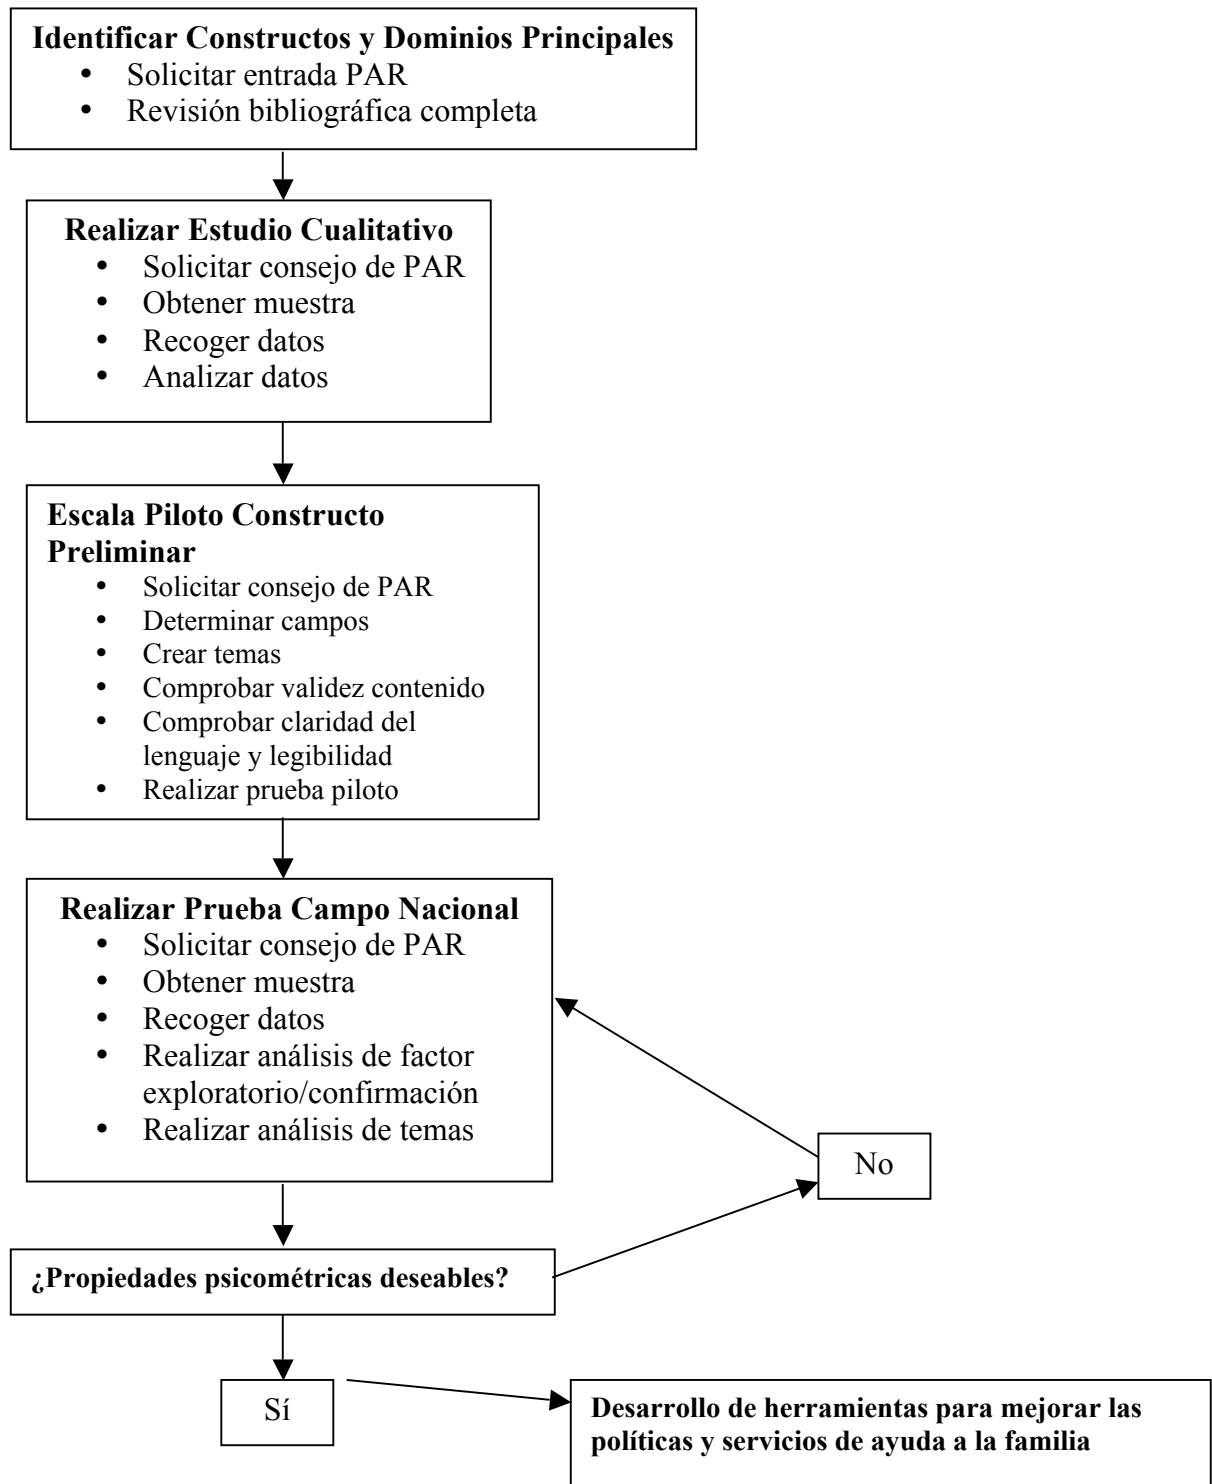 Identificar Constructos y Dominios Principales
• Solicitar entrada PAR
• Revisión bibliográfica completa
Realizar Estudio Cualitativo
• Solicitar consejo de PAR
• Obtener muestra
• Recoger datos
• Analizar datos
Escala Piloto Constructo
Preliminar
• Solicitar consejo de PAR
• Determinar campos
• Crear temas
• Comprobar validez contenido
• Comprobar claridad del
lenguaje y legibilidad
• Realizar prueba piloto
Realizar Prueba Campo Nacional
• Solicitar consejo de PAR
• Obtener muestra
• Recoger datos
• Realizar análisis de factor
exploratorio/confirmación
• Realizar análisis de temas
No
¿Propiedades psicométricas deseables?
Sí
Desarrollo de herramientas para mejorar las
políticas y servicios de ayuda a la familia